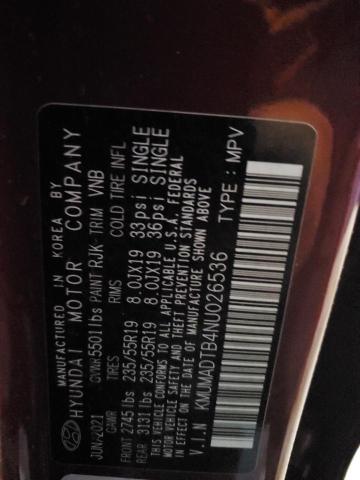 MANUFACTURED IN KOREA BY
HYUNDAI MOTOR COMPANY
JUN/2021 GVWR 5501 lbs PAINT RJK-TRIM VNB
GAWR TIRES RIMS COLD TIRE INFL
FRONT 2745 lbs 235/55R19 8.0JX19 33psi SINGLE
REAR 3131 lbs 235/55R19 8.0JX19 36psi SINGLE
THIS VEHICLE CONFORMS TO ALL APPLICABLE U.S.A. FEDERAL
MOTOR VEHICLE SAFETY AND THEFT PREVENTION STANDARDS
IN EFFECT ON THE DATE OF MANUFACTURE SHOWN ABOVE
V.I.N KMUMADTB4NU026536 TYPE: MPV